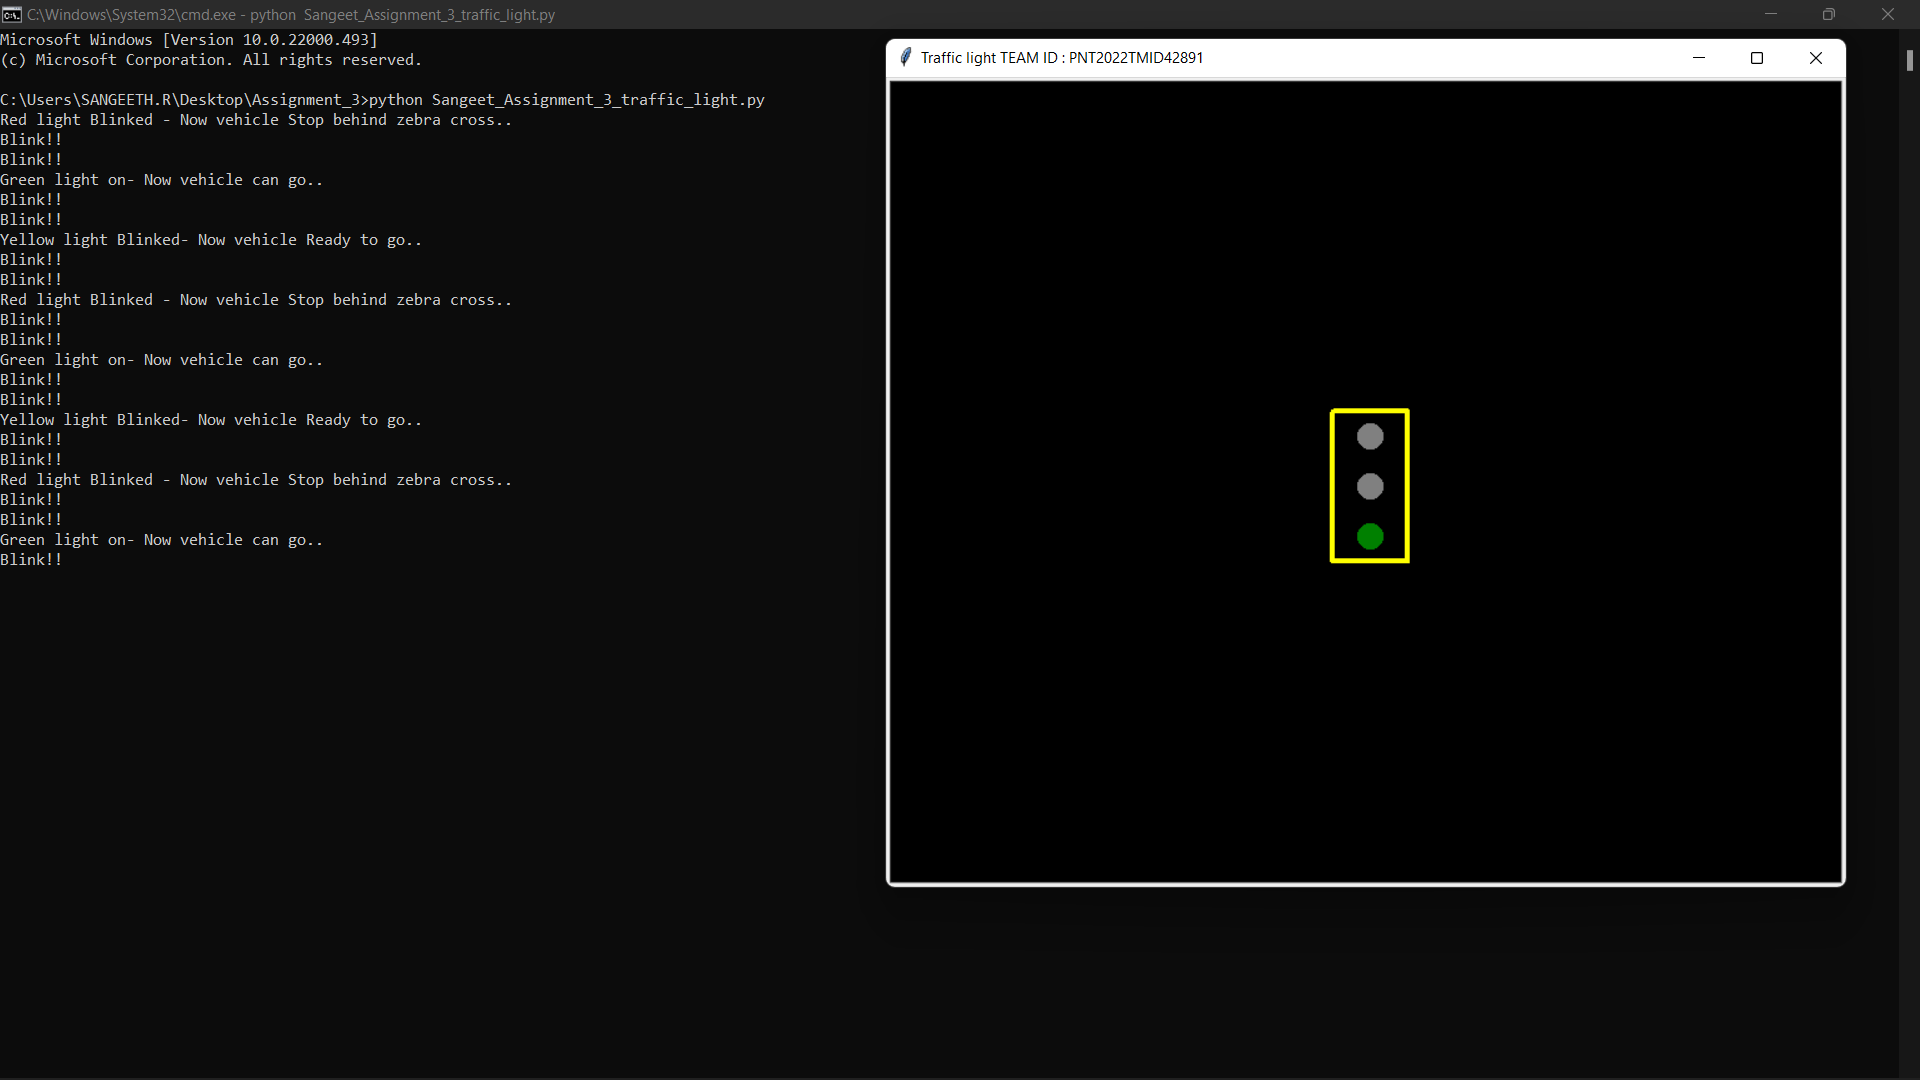 C:\Windows\System32\cmd.exe - python  Sangeet_Assignment_3_traffic_light.py
Microsoft Windows [Version 10.0.22000.493]
(c) Microsoft Corporation. All rights reserved.
C:\Users\SANGEETH.R\Desktop\Assignment_3>python Sangeet_Assignment_3_traffic_light.py
Red light Blinked - Now vehicle Stop behind zebra cross..
Blink!!
Blink!!
Green light on- Now vehicle can go..
Blink!!
Blink!!
Yellow light Blinked- Now vehicle Ready to go..
Blink!!
Blink!!
Red light Blinked - Now vehicle Stop behind zebra cross..
Blink!!
Blink!!
Green light on- Now vehicle can go..
Blink!!
Blink!!
Yellow light Blinked- Now vehicle Ready to go..
Blink!!
Blink!!
Red light Blinked - Now vehicle Stop behind zebra cross..
Blink!!
Blink!!
Green light on- Now vehicle can go..
Blink!!
Traffic light TEAM ID : PNT2022TMID42891